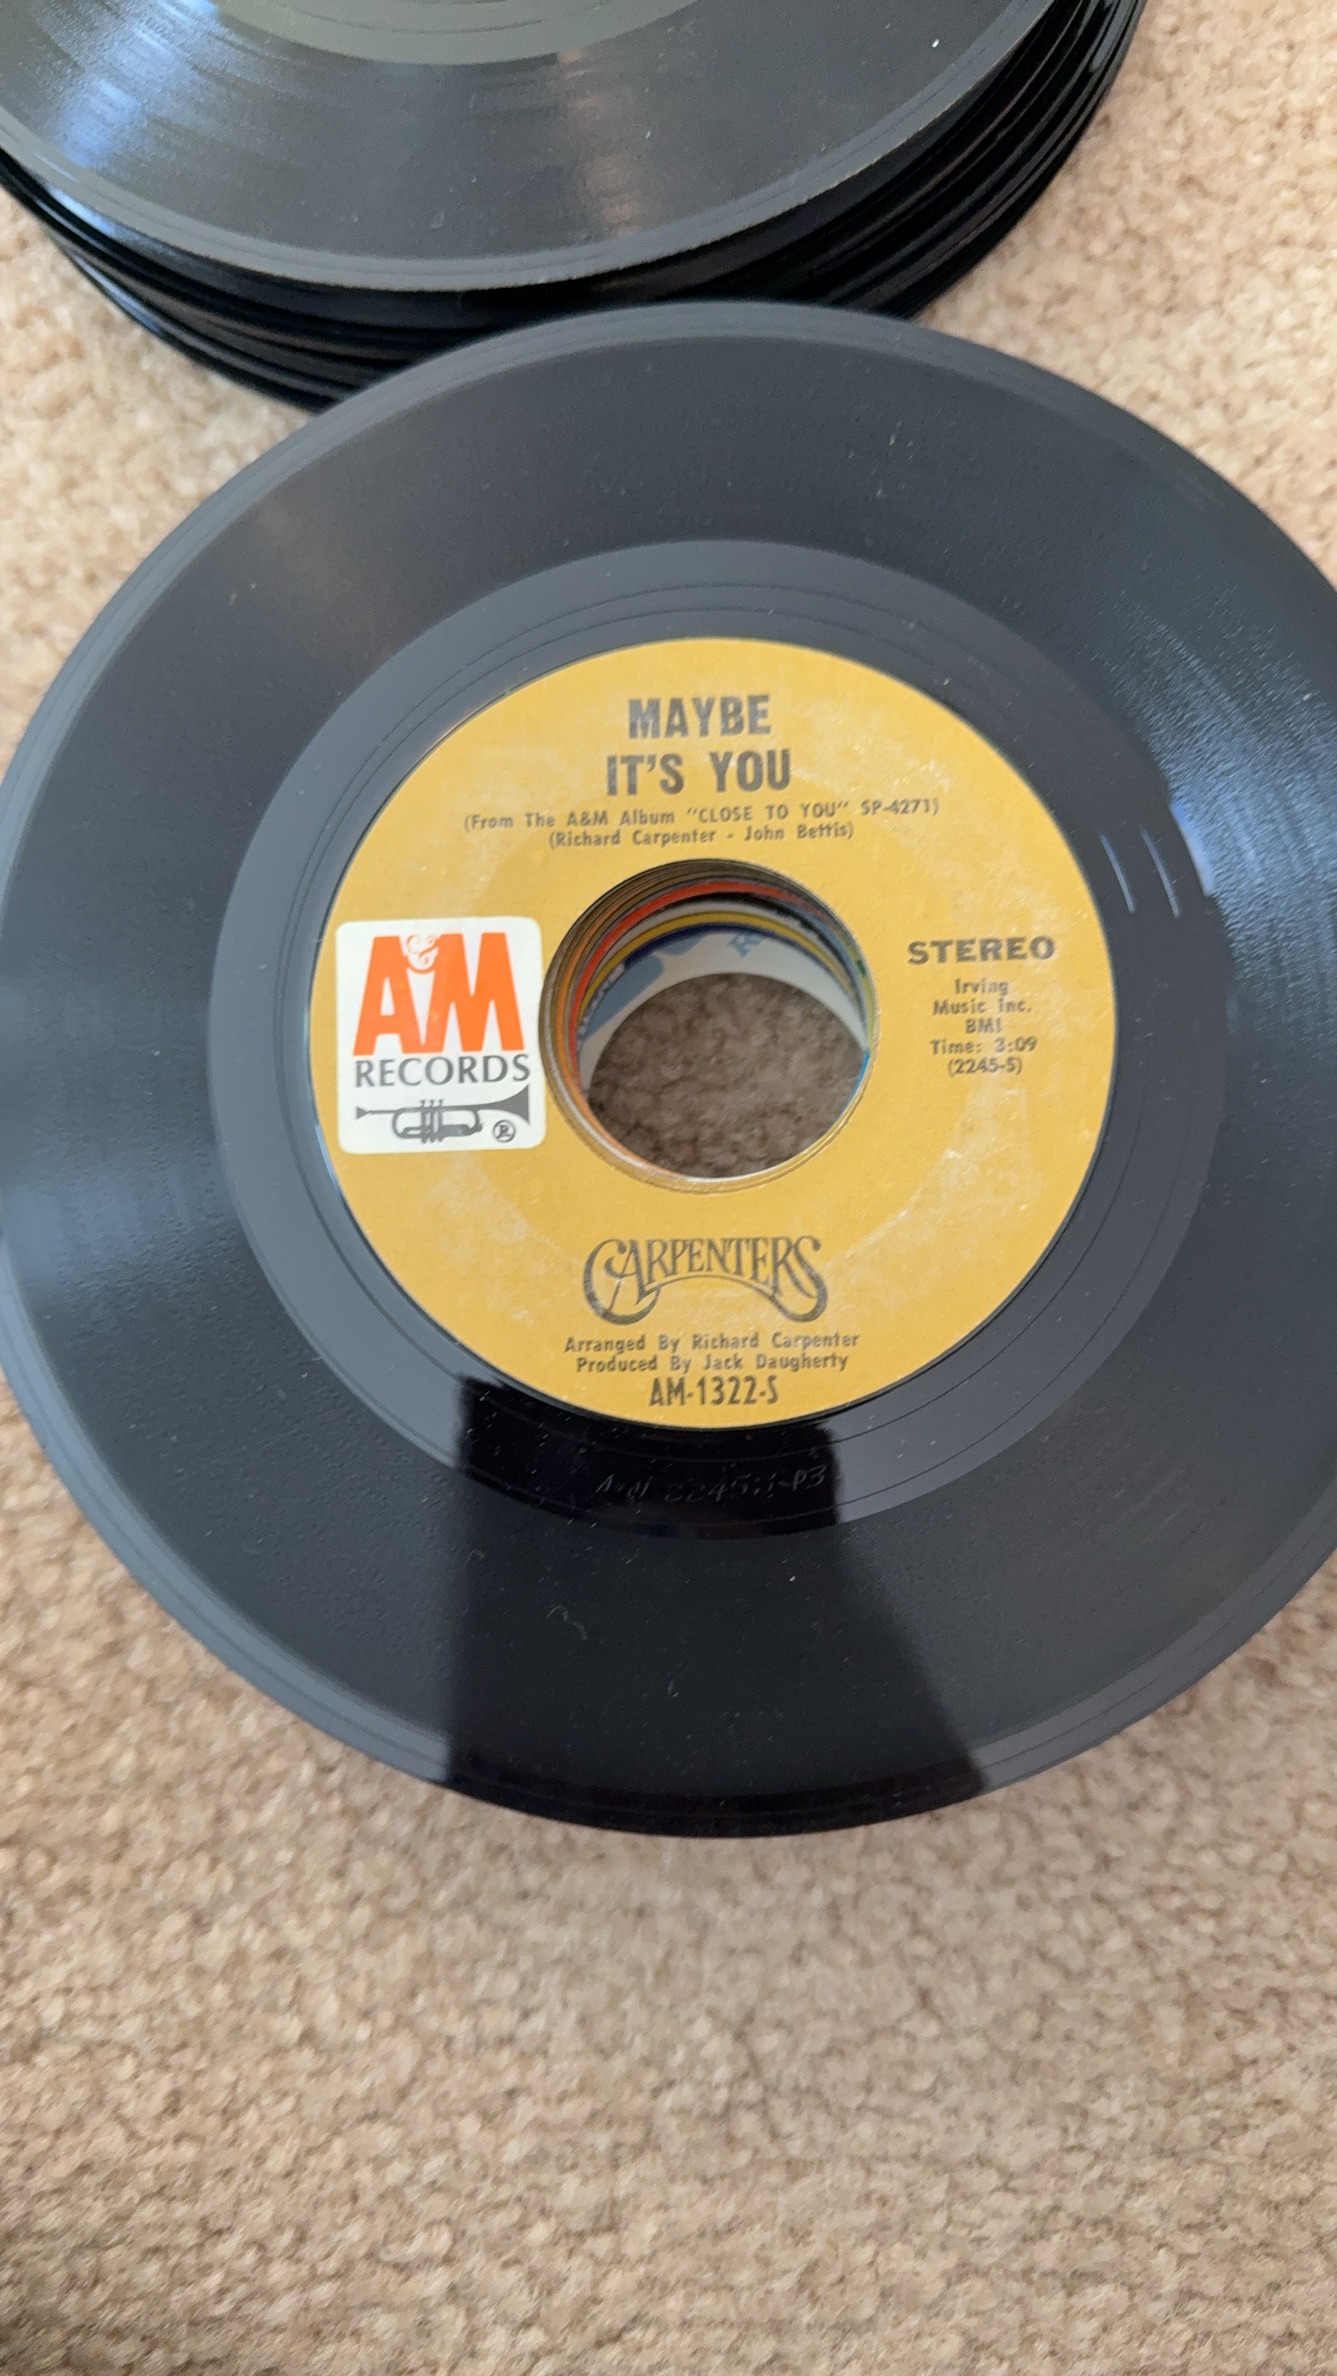 MAYBE
IT'S YOU
(From The A&M Album "CLOSE TO YOU" SP-4271)
(Richard Carpenter - John Bettis)
A&M
RECORDS
®
STEREO
Irving
Music Inc.
BMI
Time: 3:09
(2245-S)
CARPENTERS
Arranged By Richard Carpenter
Produced By Jack Daugherty
AM-1322-S